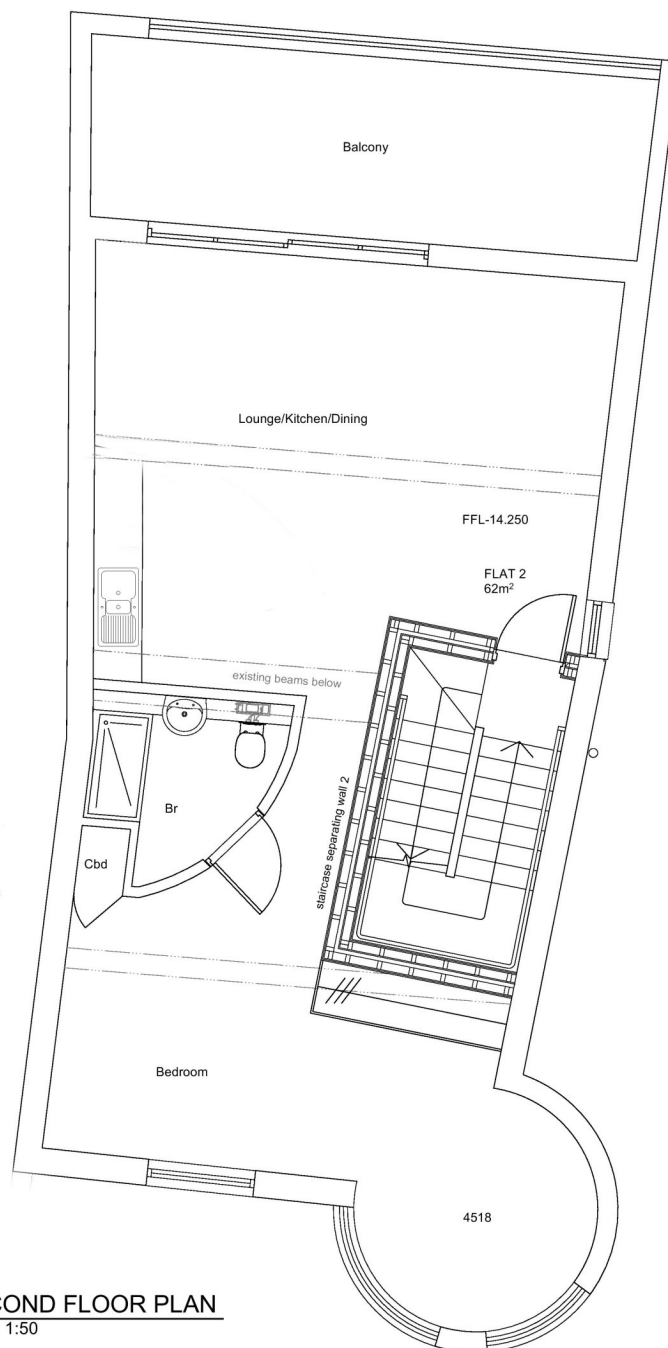 Balcony
Lounge/Kitchen/Dining
FFL-14.250
FLAT 2
62m²
existing beams below
staircase separating wall 2
Br
Cbd
Bedroom
4518
COND FLOOR PLAN
1:50